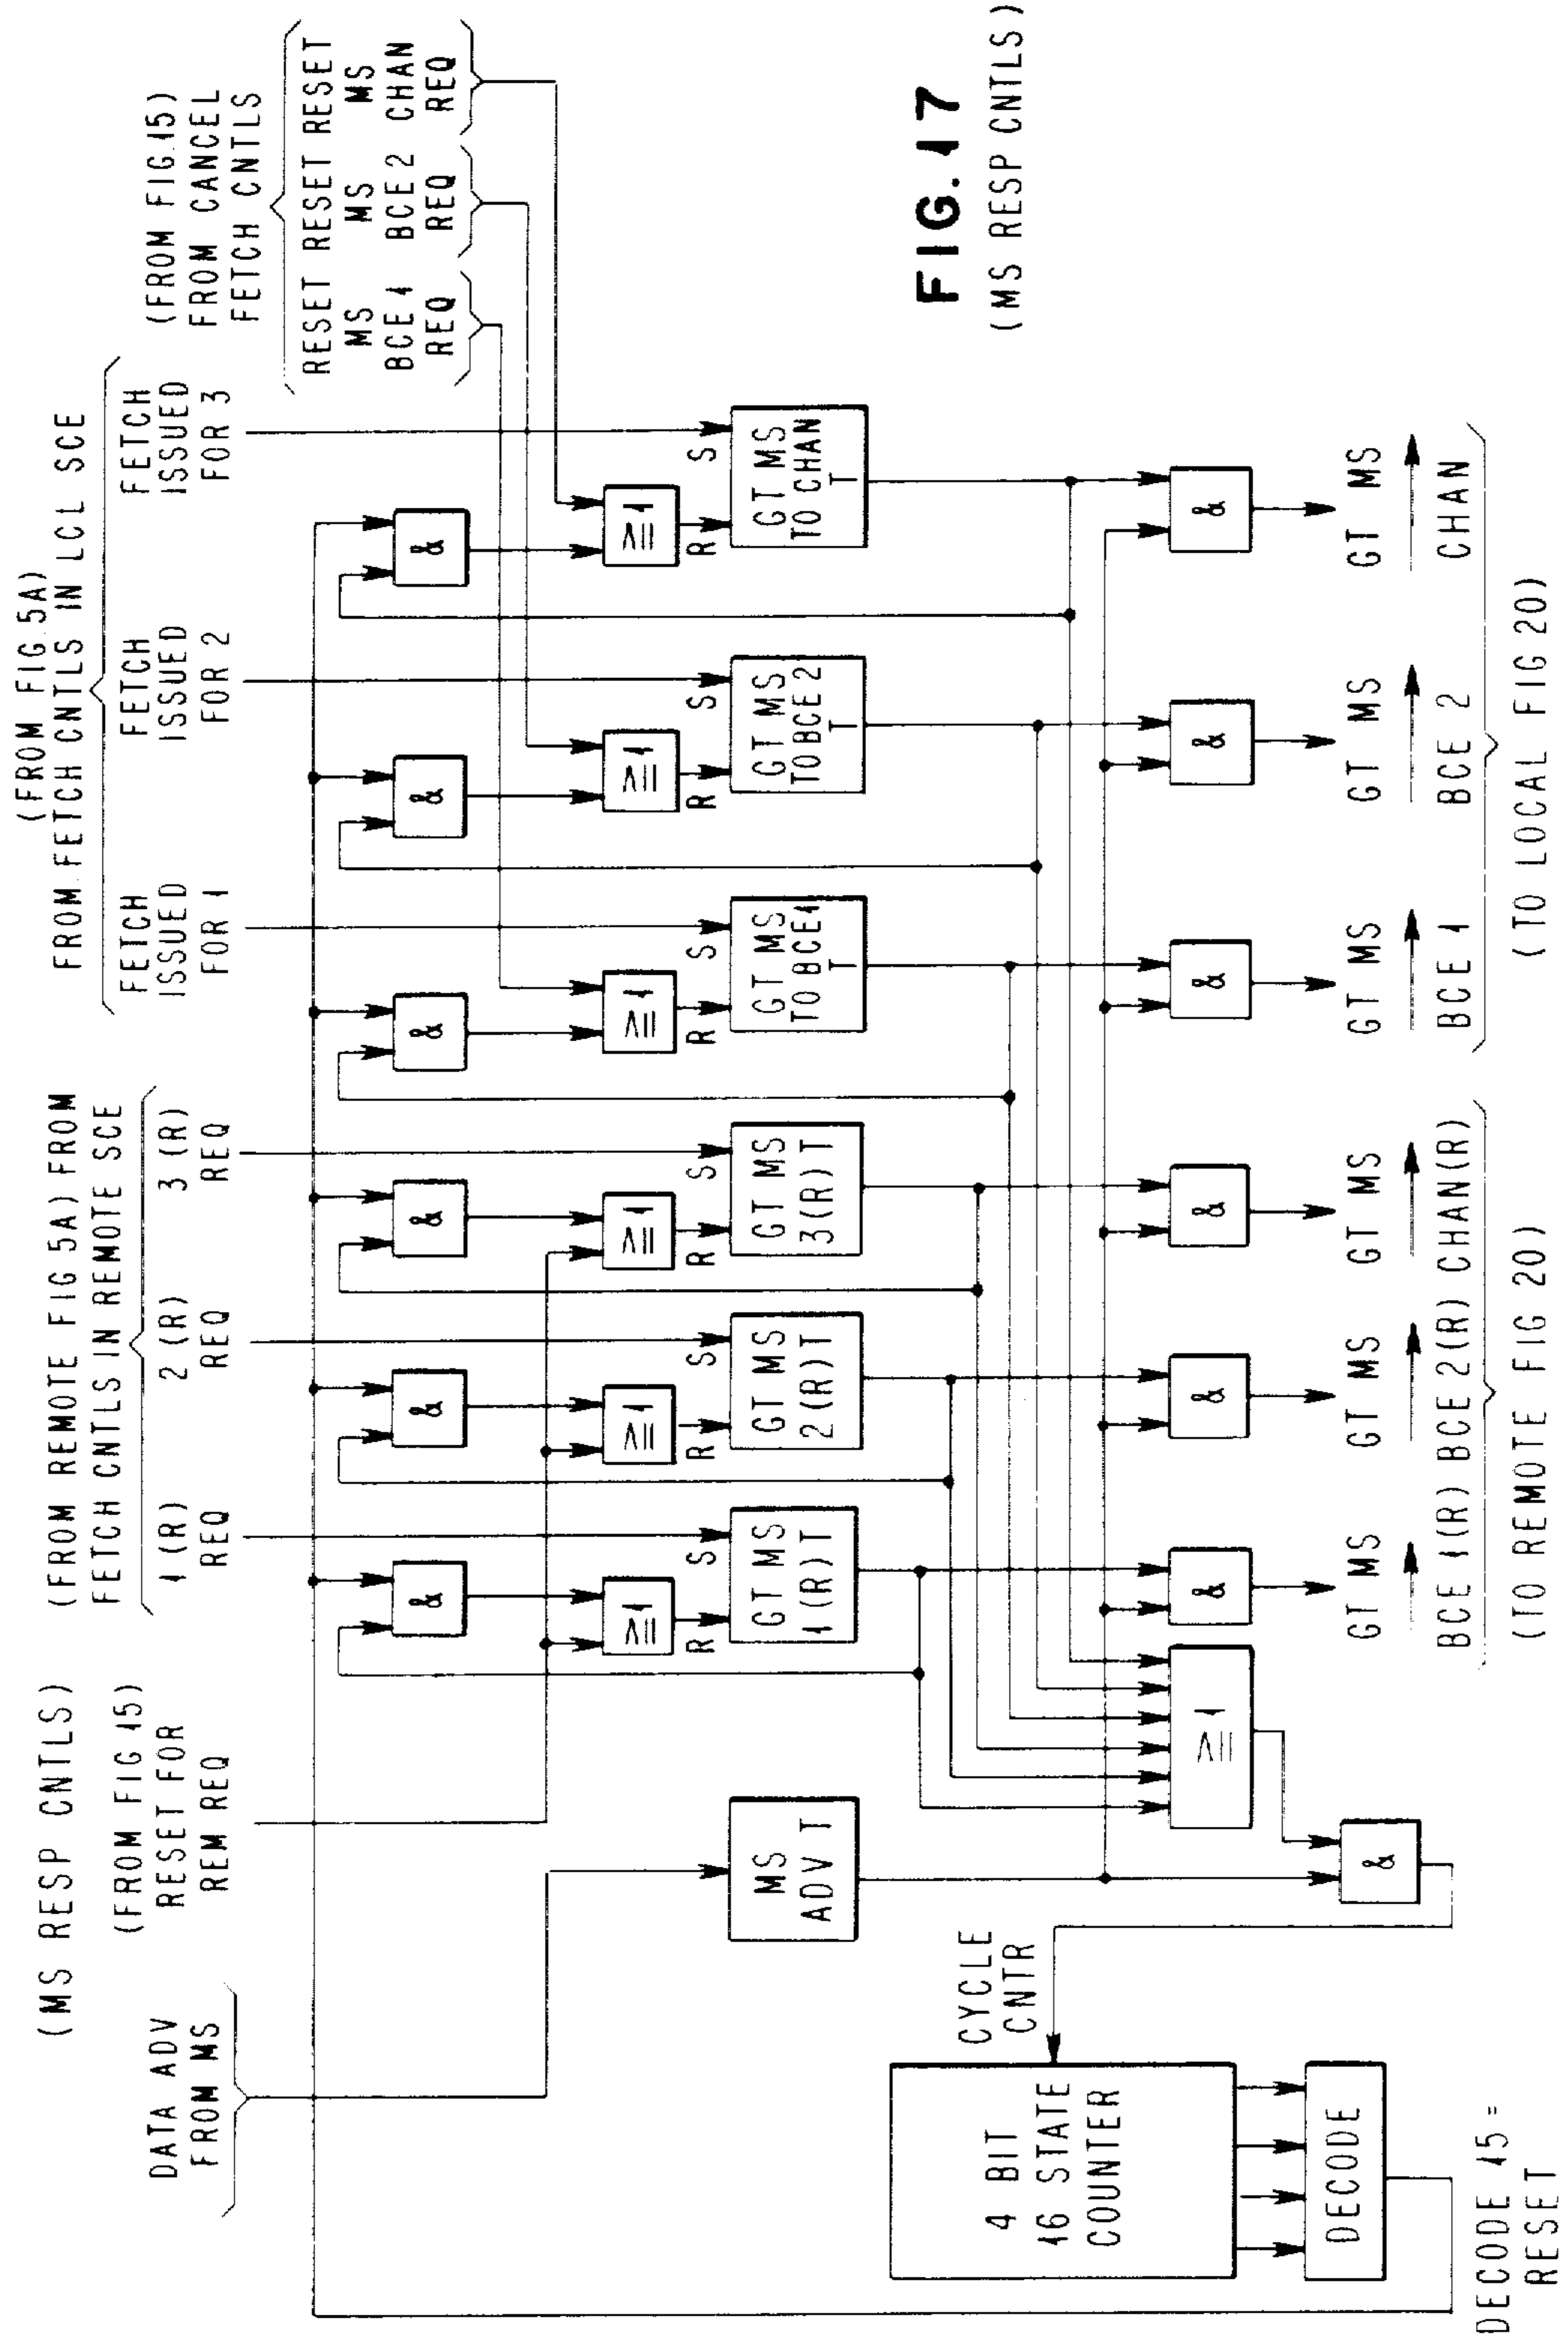 (MS RESP CNTLS)
DATA ADV
FROM MS
(FROM FIG 15)
RESET FOR
REM REQ
(FROM REMOTE FIG 5A) FROM
FETCH CNTLS IN REMOTE SCE
1 (R)
REQ
2 (R)
REQ
3 (R)
REQ
(FROM FIG. 5A)
FROM FETCH CNTLS IN LCL SCE
FETCH
ISSUED
FOR 1
FETCH
ISSUED
FOR 2
FETCH
ISSUED
FOR 3
(FROM FIG. 15)
FROM CANCEL
FETCH CNTLS
RESET RESET RESET
MS MS MS
BCE 1 BCE 2 CHAN
REQ REQ REQ
& & & & & &
≥1 ≥1 ≥1 ≥1 ≥1 ≥1
R S R S R S R S R S R S
MS
ADV T
GT MS
1 (R) T
GT MS
2 (R) T
GT MS
3 (R) T
GT MS
TO BCE 1
T
GT MS
TO BCE 2
T
GT MS
TO CHAN
T
≥1
& & & & & &
&
CYCLE
CNTR
4 BIT
16 STATE
COUNTER
DECODE
DECODE 15 =
RESET
GT MS
BCE 1(R)
GT MS
BCE 2(R)
GT MS
CHAN(R)
(TO REMOTE FIG 20)
GT MS
BCE 1
GT MS
BCE 2
GT MS
CHAN
(TO LOCAL FIG 20)
FIG. 17
(MS RESP CNTLS)